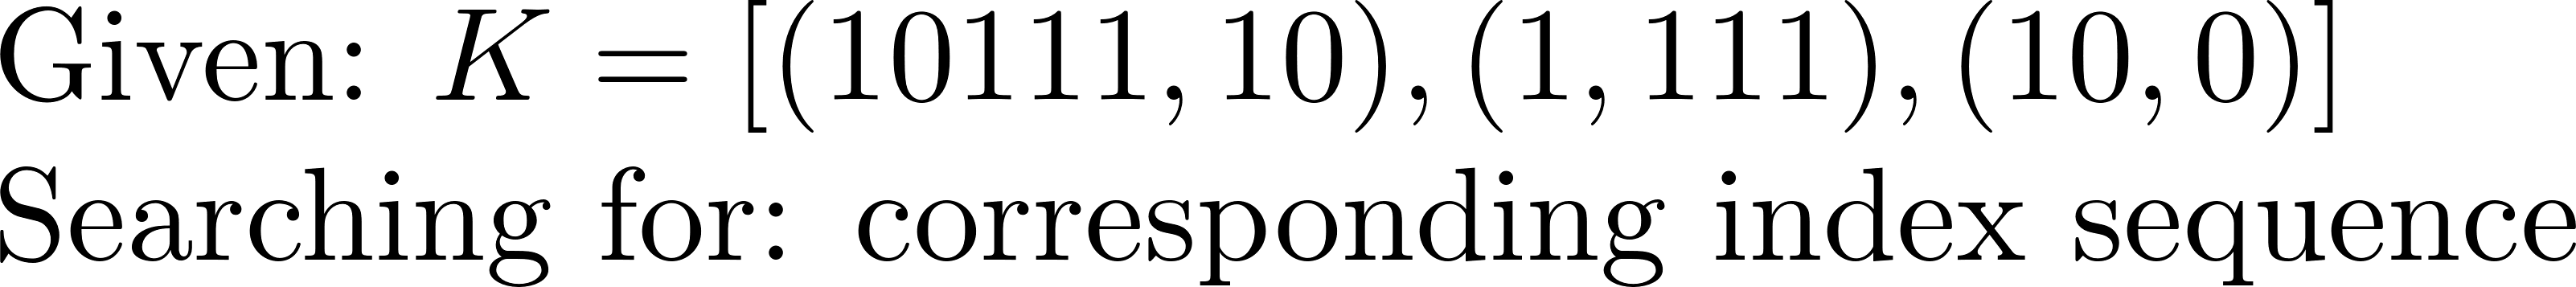 Given: K = [(10111, 10), (1, 111), (10, 0)]
Searching for: corresponding index sequence